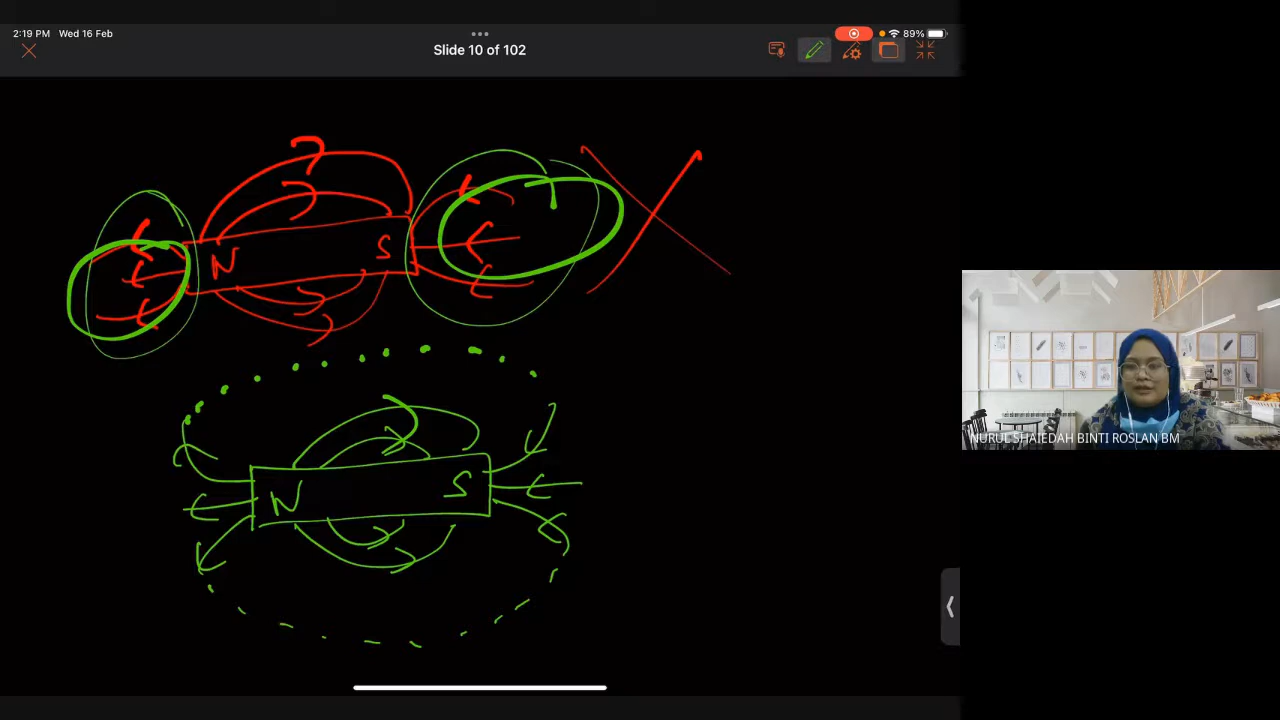 2:19 PM Wed 16 Feb
89%
Slide 10 of 102
N S
N S
NURUL SHAIEDAH BINTI ROSLAN BM